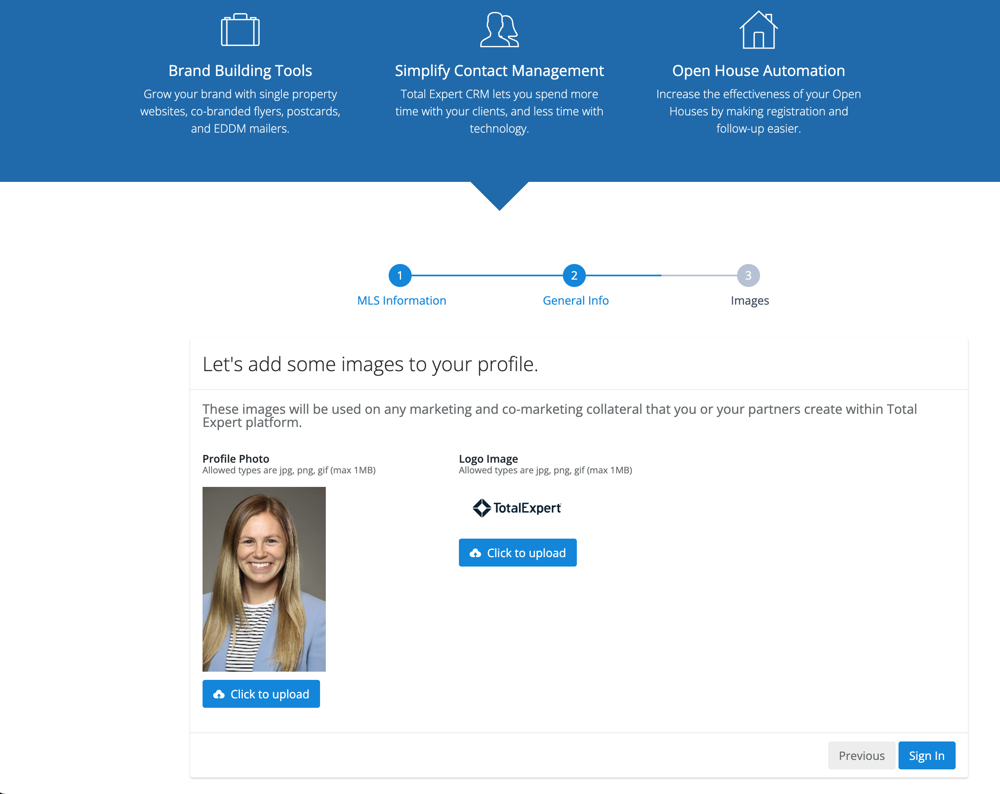 Brand Building Tools
Grow your brand with single property
websites, co-branded flyers, postcards,
and EDDM mailers.
Simplify Contact Management
Total Expert CRM lets you spend more
time with your clients, and less time with
technology.
Open House Automation
Increase the effectiveness of your Open
Houses by making registration and
follow-up easier.
1
2
3
MLS Information
General Info
Images
Let's add some images to your profile.
These images will be used on any marketing and co-marketing collateral that you or your partners create within Total
Expert platform.
Profile Photo
Allowed types are jpg, png, gif (max 1MB)
Click to upload
Logo Image
Allowed types are jpg, png, gif (max 1MB)
TotalExpert
Click to upload
Previous
Sign In